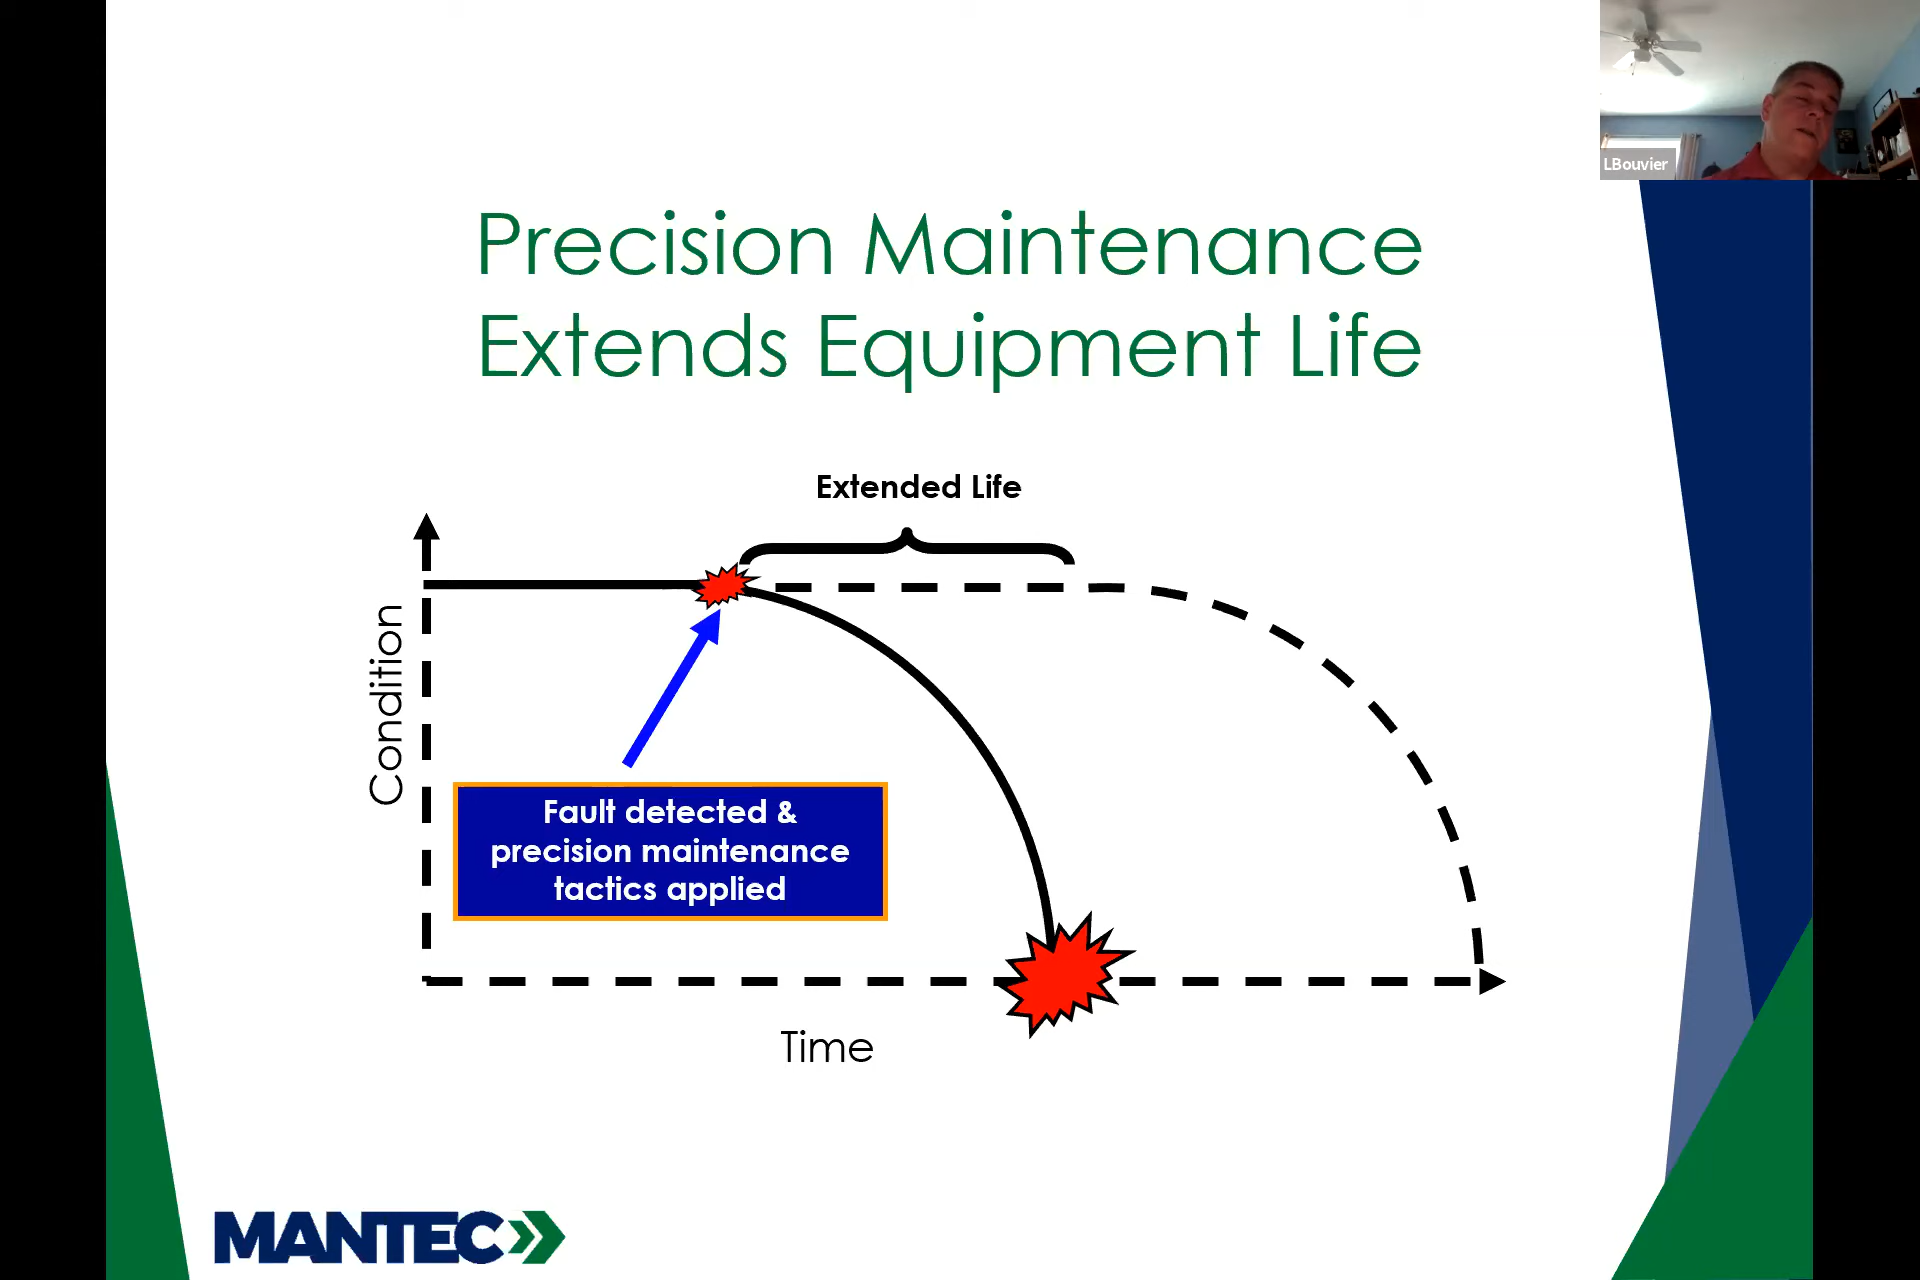 LBouvier
Precision Maintenance
Extends Equipment Life
Extended Life
Condition
Fault detected &
precision maintenance
tactics applied
Time
MANTEC